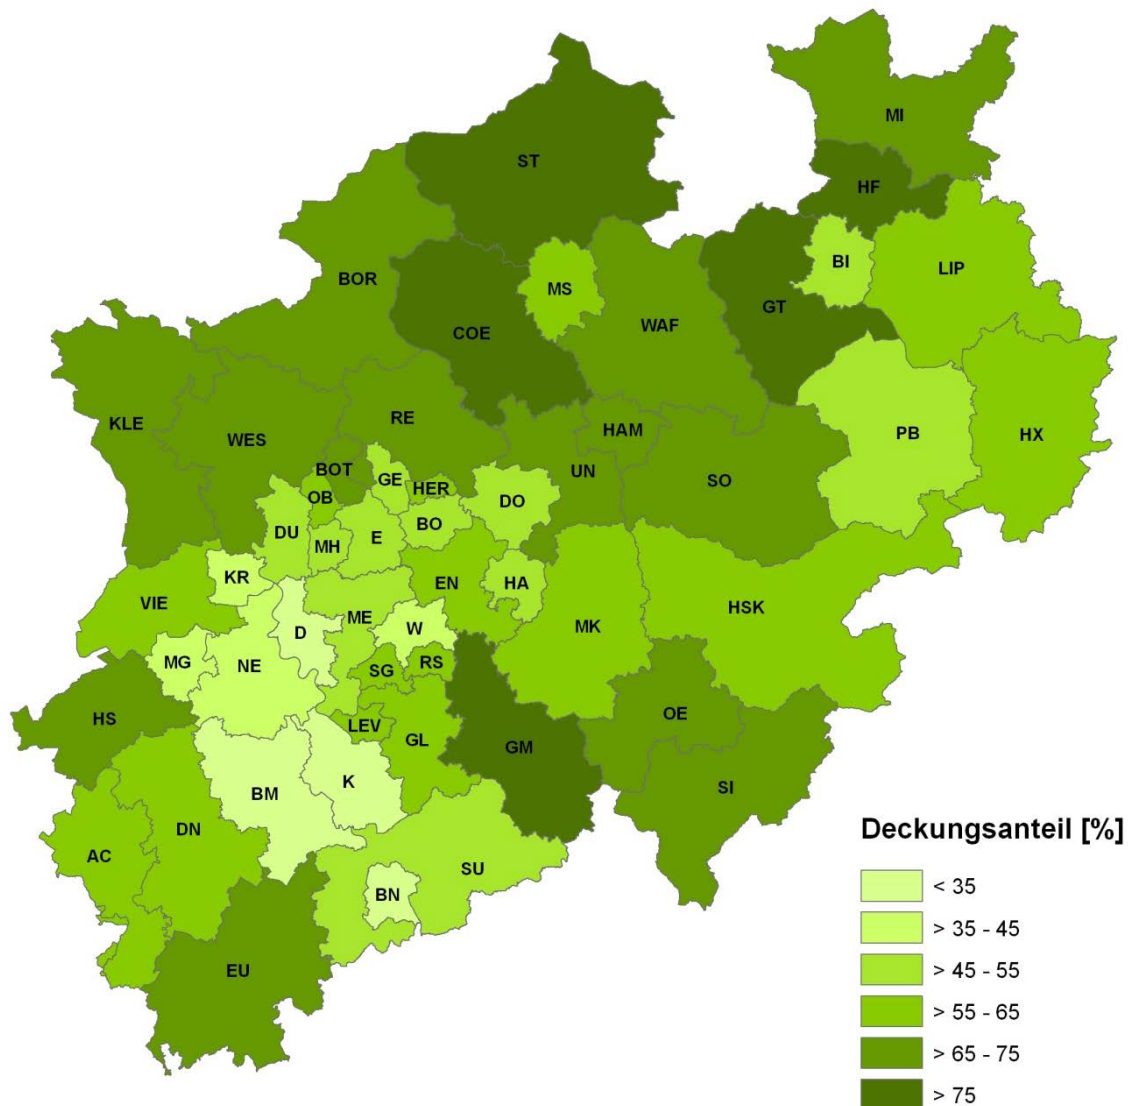 MI
ST
HF
BI
LIP
BOR
MS
GT
COE
WAF
KLE
RE
HAM
PB
HX
WES
BOT
UN
SO
GE
HER
OB
DO
DU
BO
MH
E
KR
EN
HA
VIE
ME
HSK
D
W
MK
MG
NE
SG
RS
HS
LEV
GL
OE
GM
BM
K
SI
DN
AC
SU
BN
EU
Deckungsanteil [%]
< 35
> 35 - 45
> 45 - 55
> 55 - 65
> 65 - 75
> 75